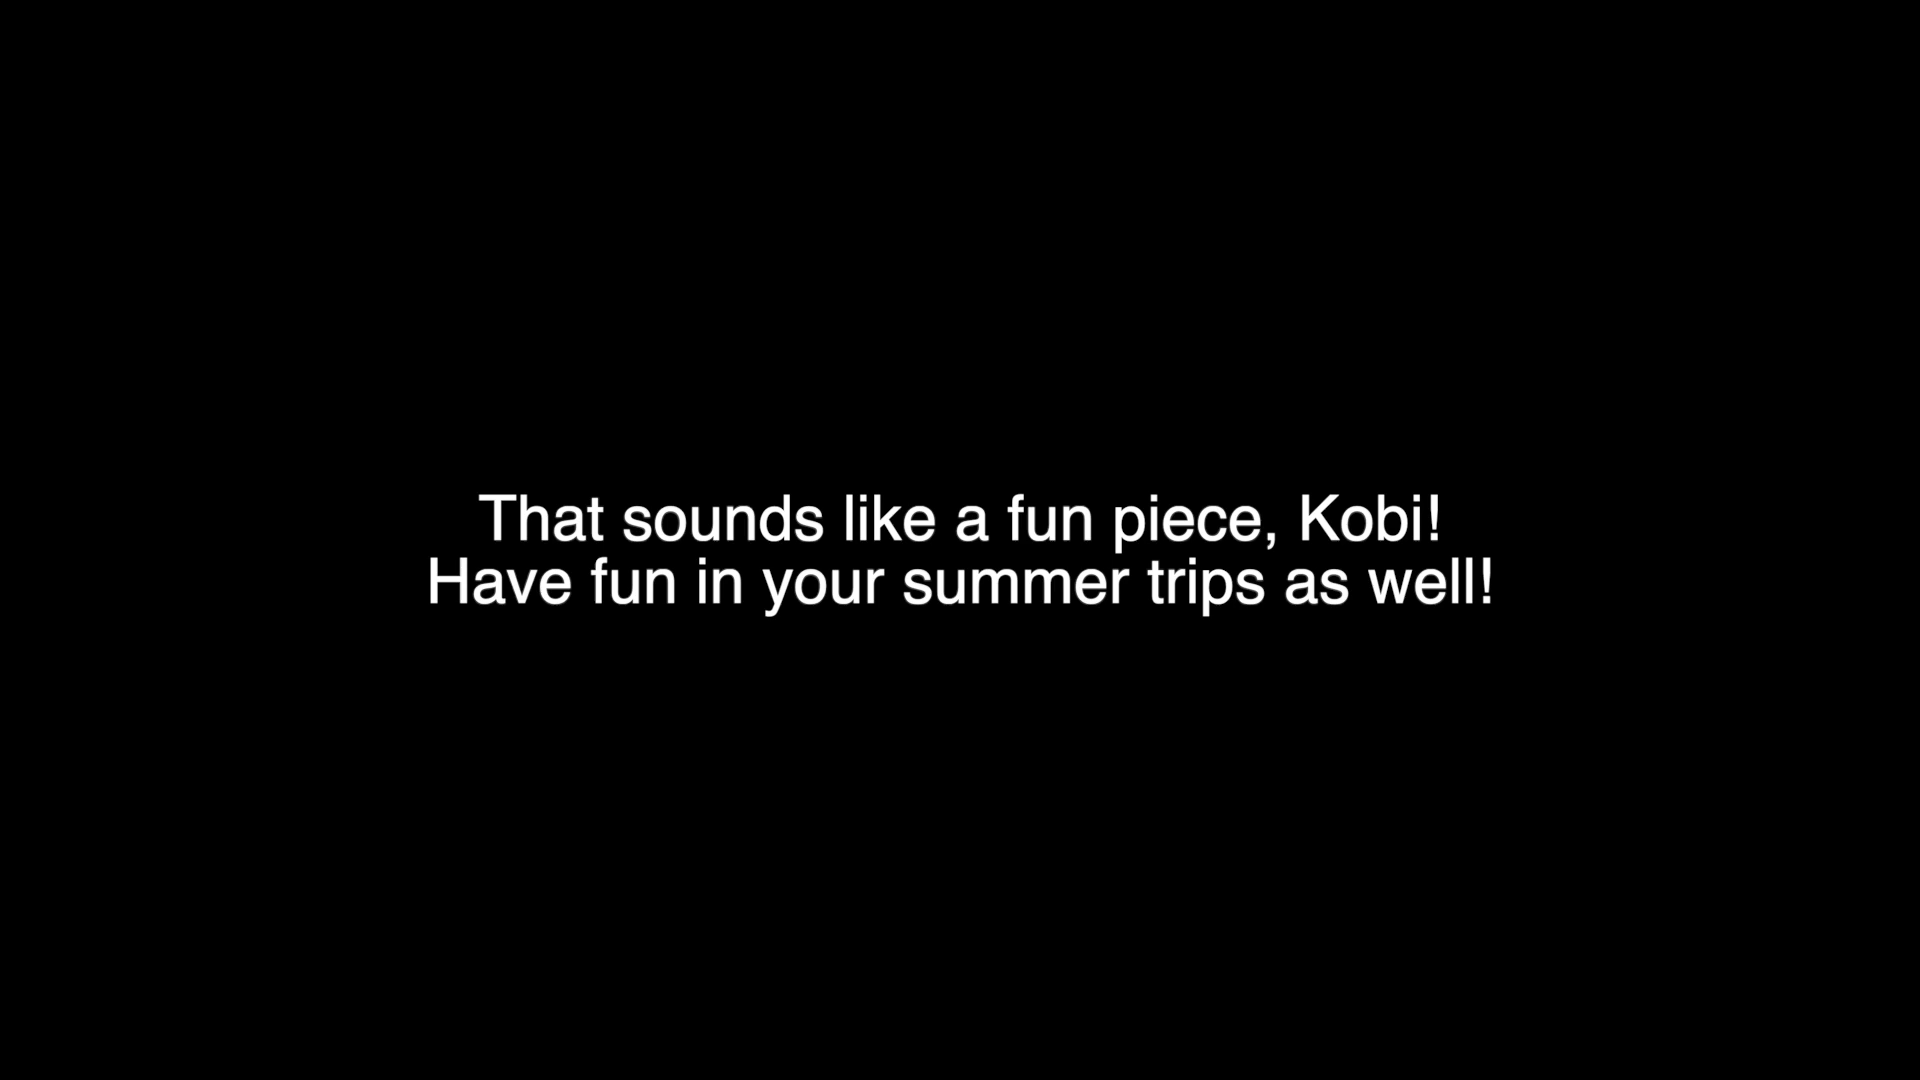 That sounds like a fun piece, Kobi!
Have fun in your summer trips as well!